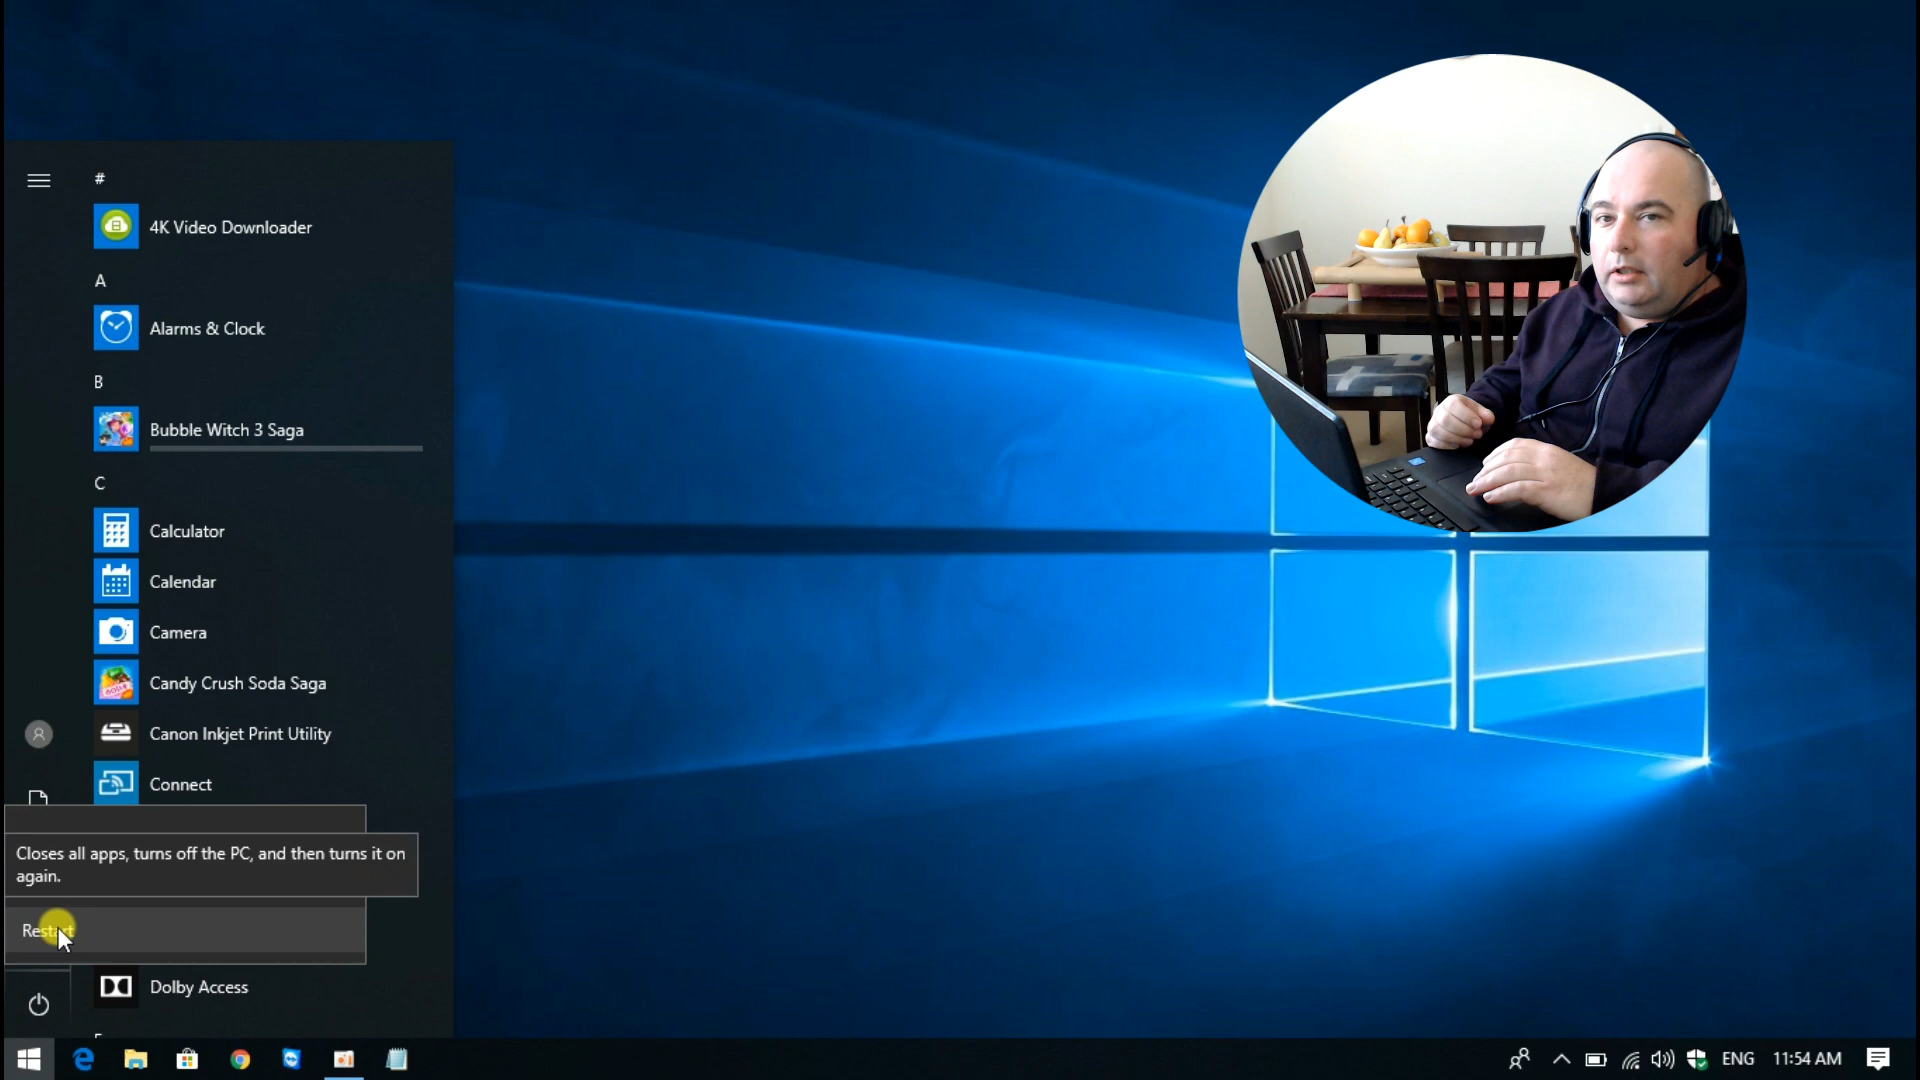 #
4K Video Downloader
A
Alarms & Clock
B
Bubble Witch 3 Saga
C
Calculator
Calendar
Camera
Candy Crush Soda Saga
Canon Inkjet Print Utility
Connect
Closes all apps, turns off the PC, and then turns it on
again.
Restart
Dolby Access
ENG 11:54 AM